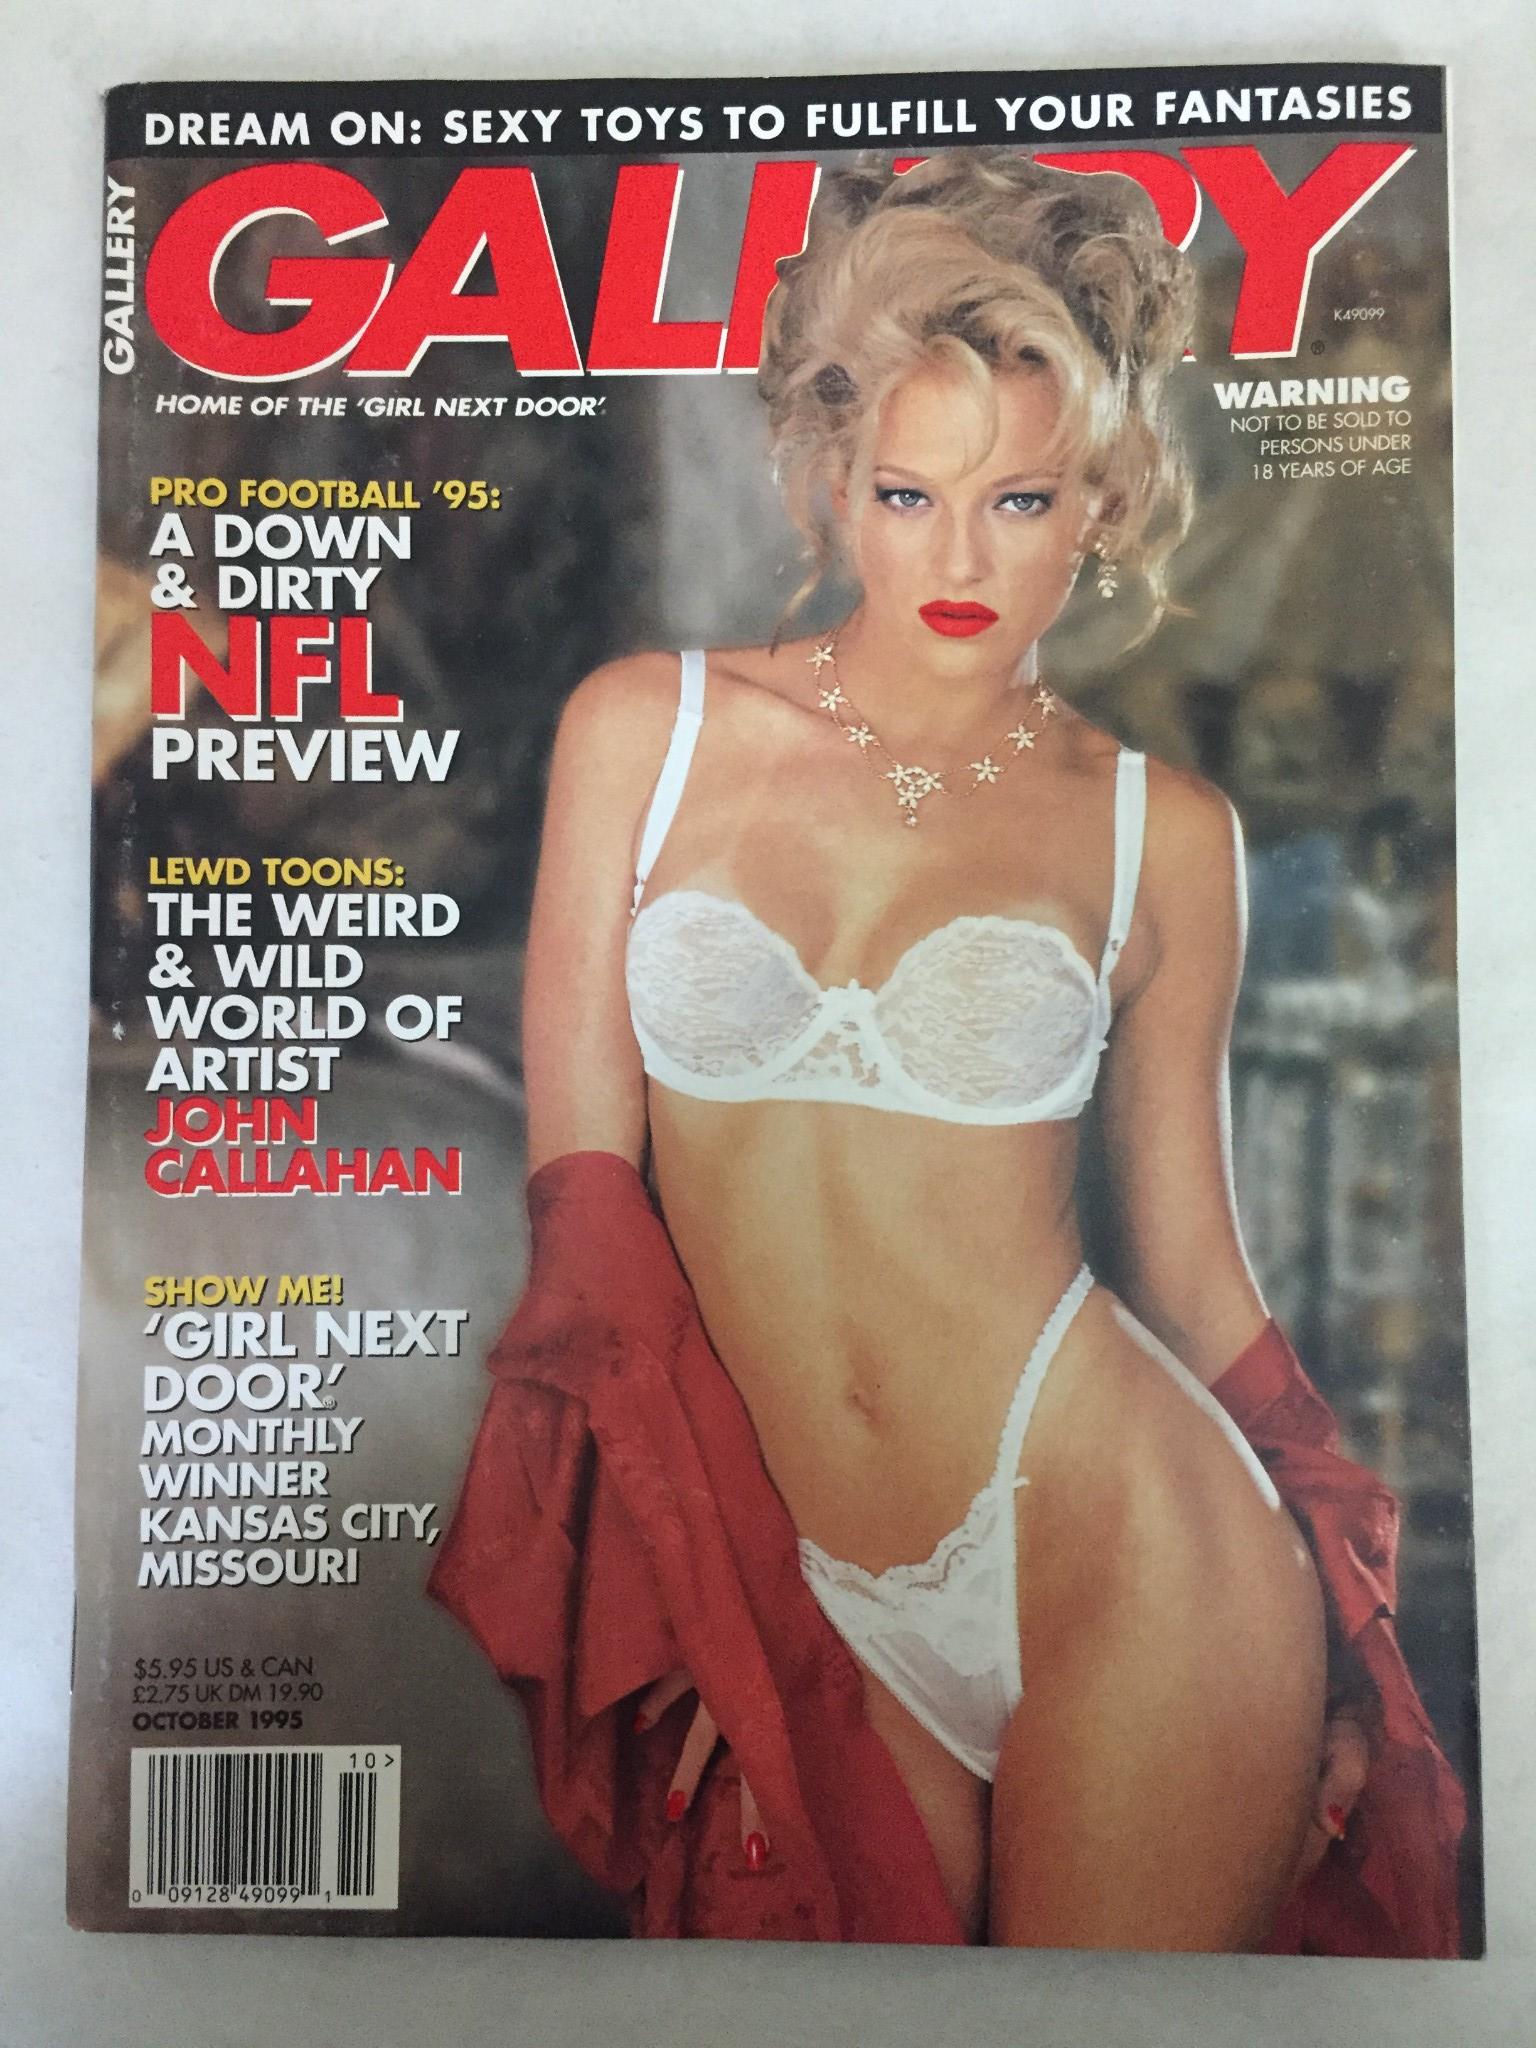 DREAM ON: SEXY TOYS TO FULFILL YOUR FANTASIES
GALLERY
GALLERY
K49099
®
HOME OF THE 'GIRL NEXT DOOR'
WARNING
NOT TO BE SOLD TO
PERSONS UNDER
18 YEARS OF AGE
PRO FOOTBALL '95:
A DOWN
& DIRTY
NFL
PREVIEW
LEWD TOONS:
THE WEIRD
& WILD
WORLD OF
ARTIST
JOHN
CALLAHAN
SHOW ME!
'GIRL NEXT
DOOR'®
MONTHLY
WINNER
KANSAS CITY,
MISSOURI
$5.95 US & CAN
£2.75 UK DM 19.90
OCTOBER 1995
10 >
0 09128 49099 1